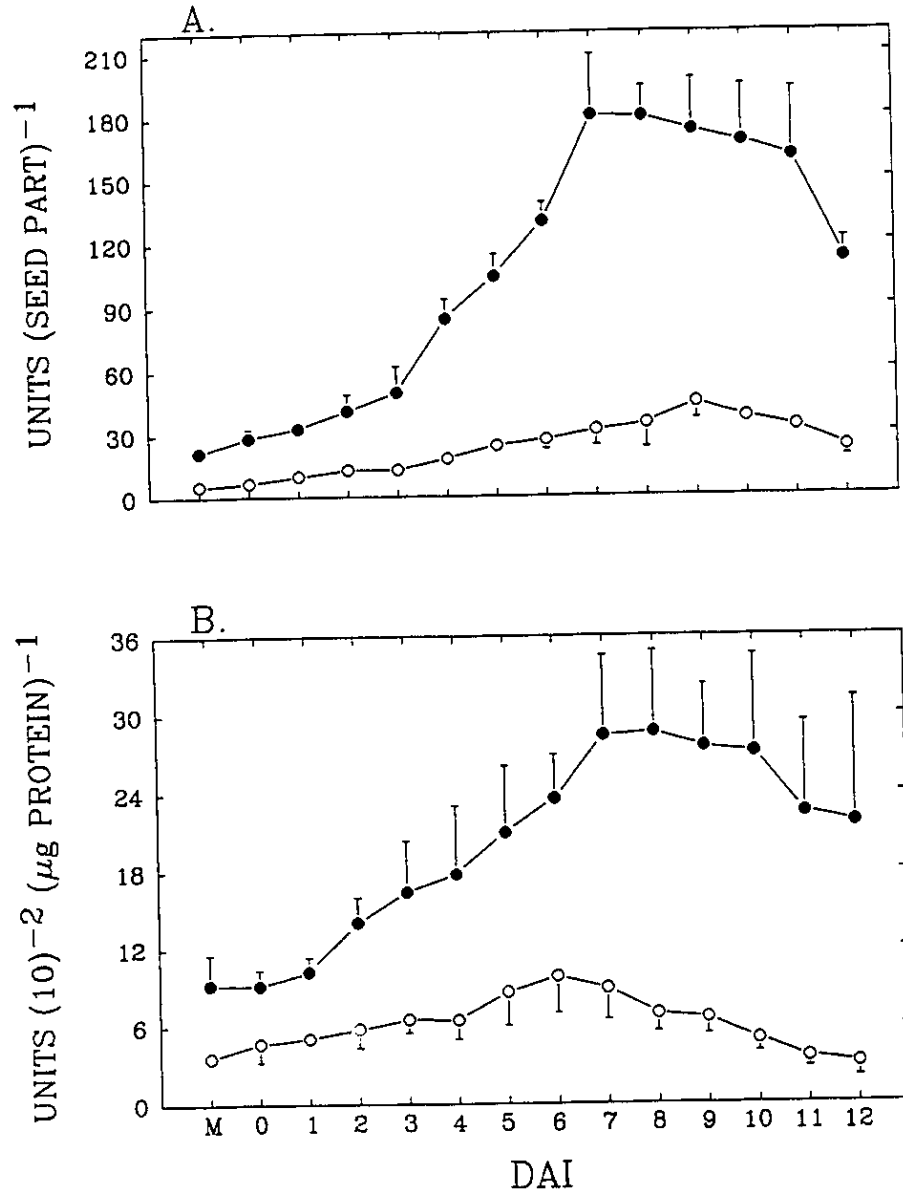 A.
UNITS (SEED PART)⁻¹
210
180
150
120
90
60
30
0
B.
UNITS (10)⁻² (µg PROTEIN)⁻¹
36
30
24
18
12
6
0
M 0 1 2 3 4 5 6 7 8 9 10 11 12
DAI